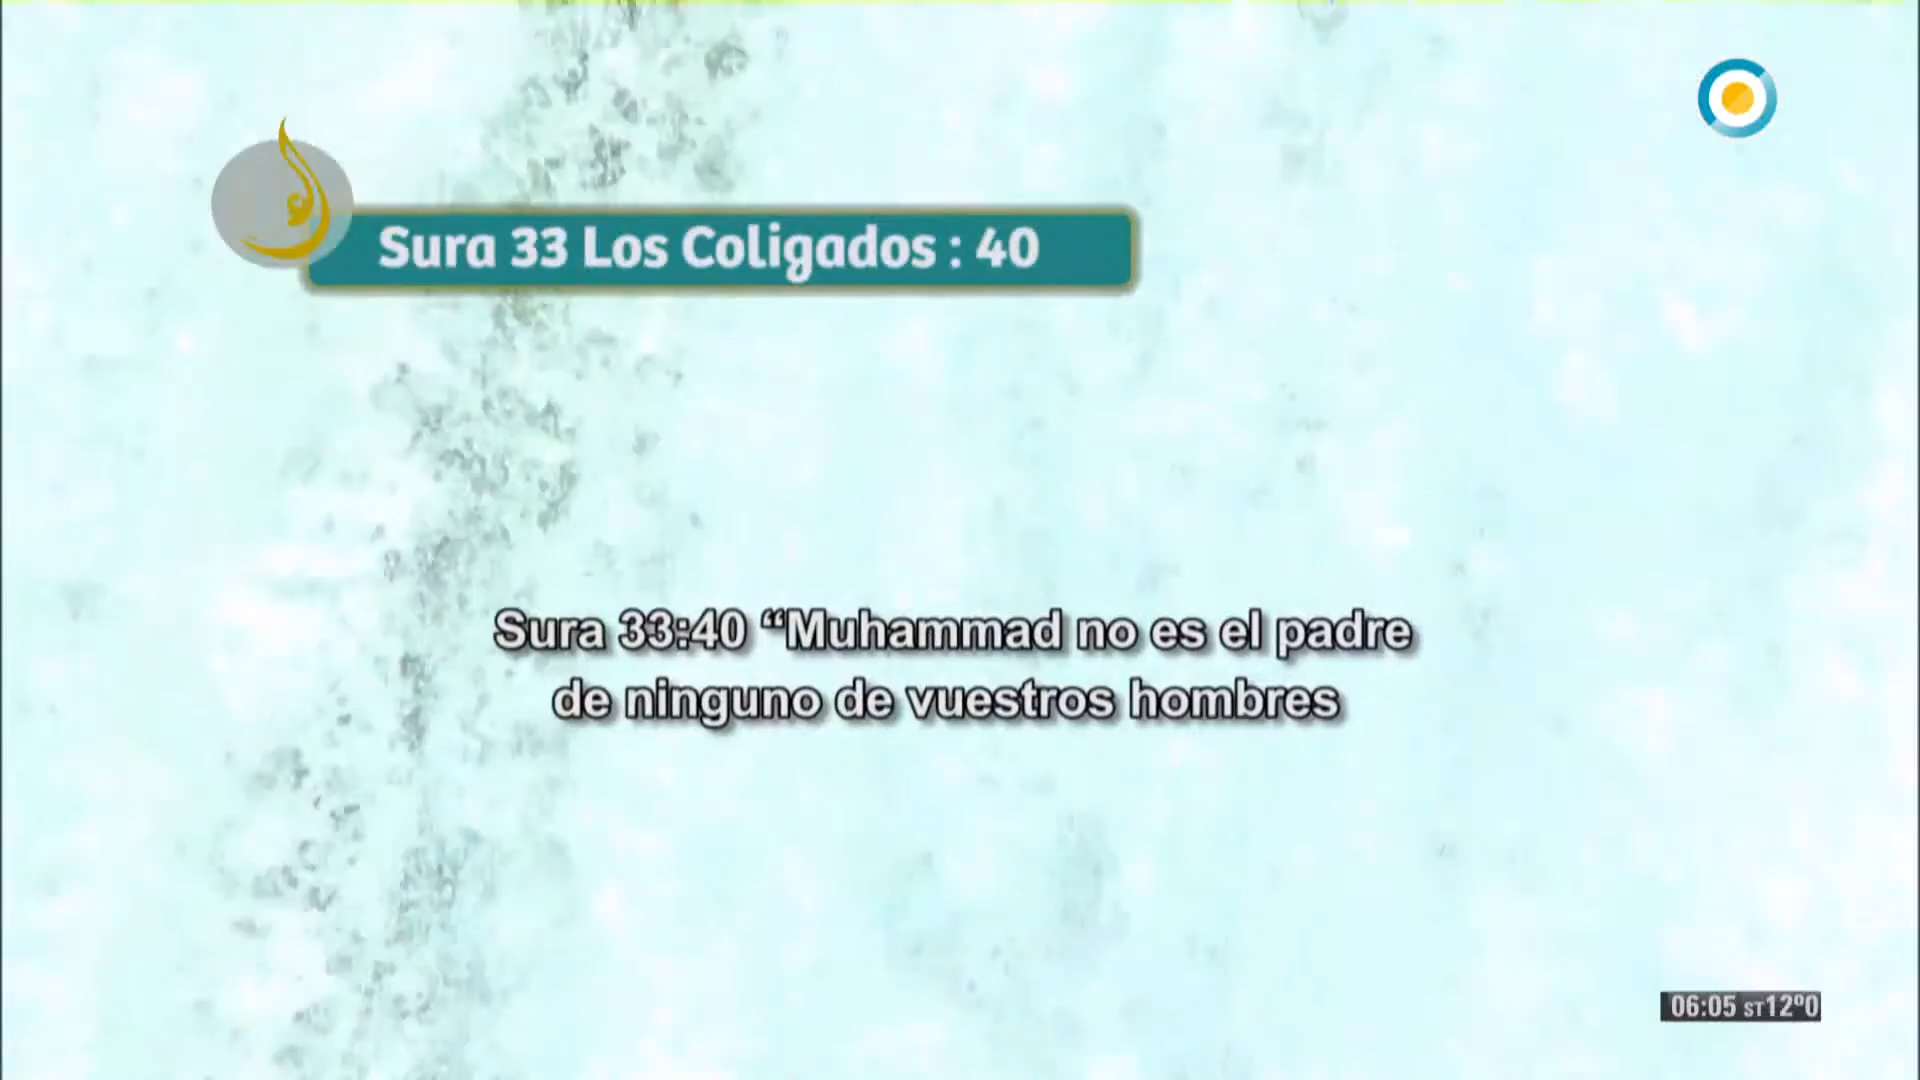 Sura 33 Los Coligados : 40
Sura 33:40 “Muhammad no es el padre
de ninguno de vuestros hombres
06:05 ST12º0